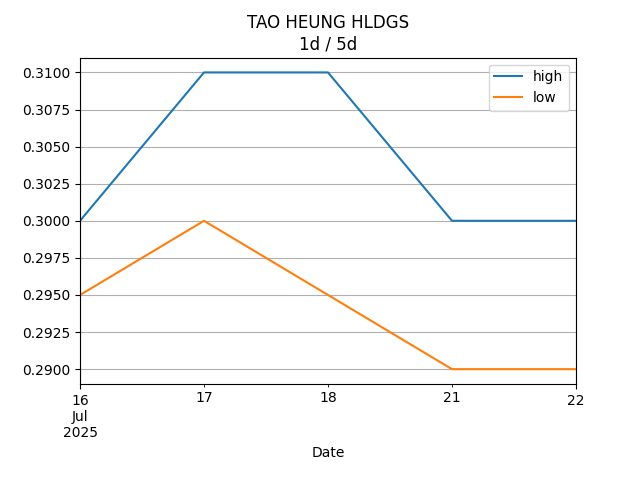 TAO HEUNG HLDGS
1d / 5d
high
low
0.3100
0.3075
0.3050
0.3025
0.3000
0.2975
0.2950
0.2925
0.2900
16 17 18 21 22
Jul
2025
Date